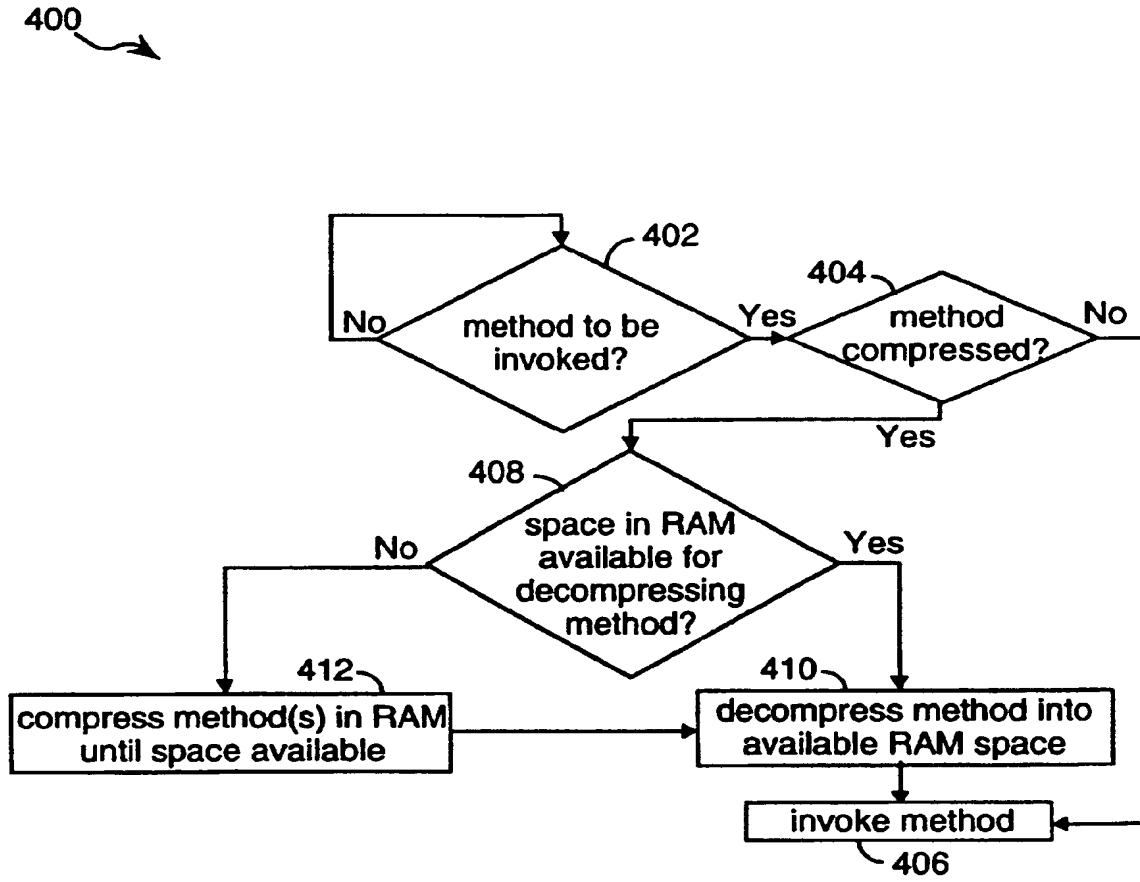 400
402
404
No
method to be
invoked?
Yes
method
compressed?
No
Yes
408
space in RAM
available for
decompressing
method?
No
Yes
412
compress method(s) in RAM
until space available
410
decompress method into
available RAM space
invoke method
406